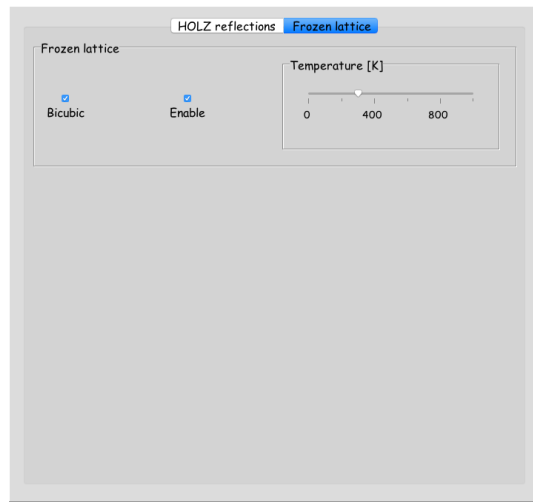 HOLZ reflections Frozen lattice
Frozen lattice
Temperature [K]
Bicubic Enable
0 400 800